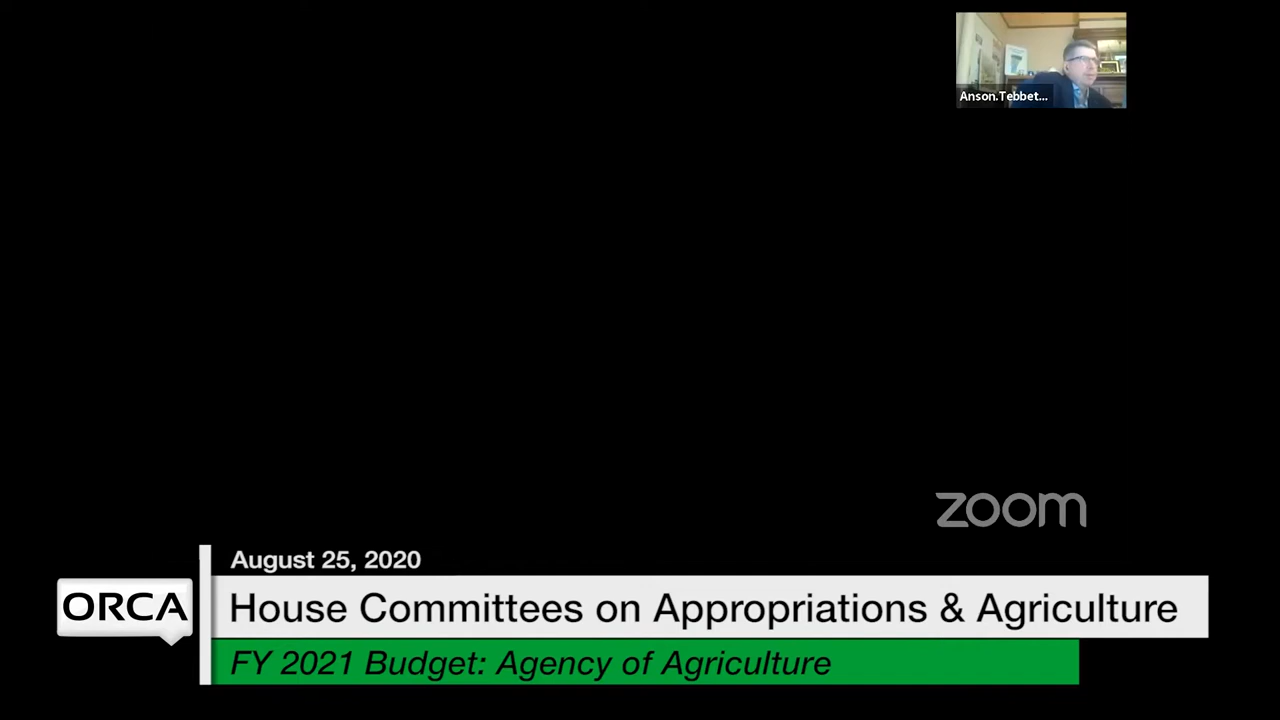 Anson.Tebbet...
zoom
August 25, 2020
ORCA
House Committees on Appropriations & Agriculture
FY 2021 Budget: Agency of Agriculture